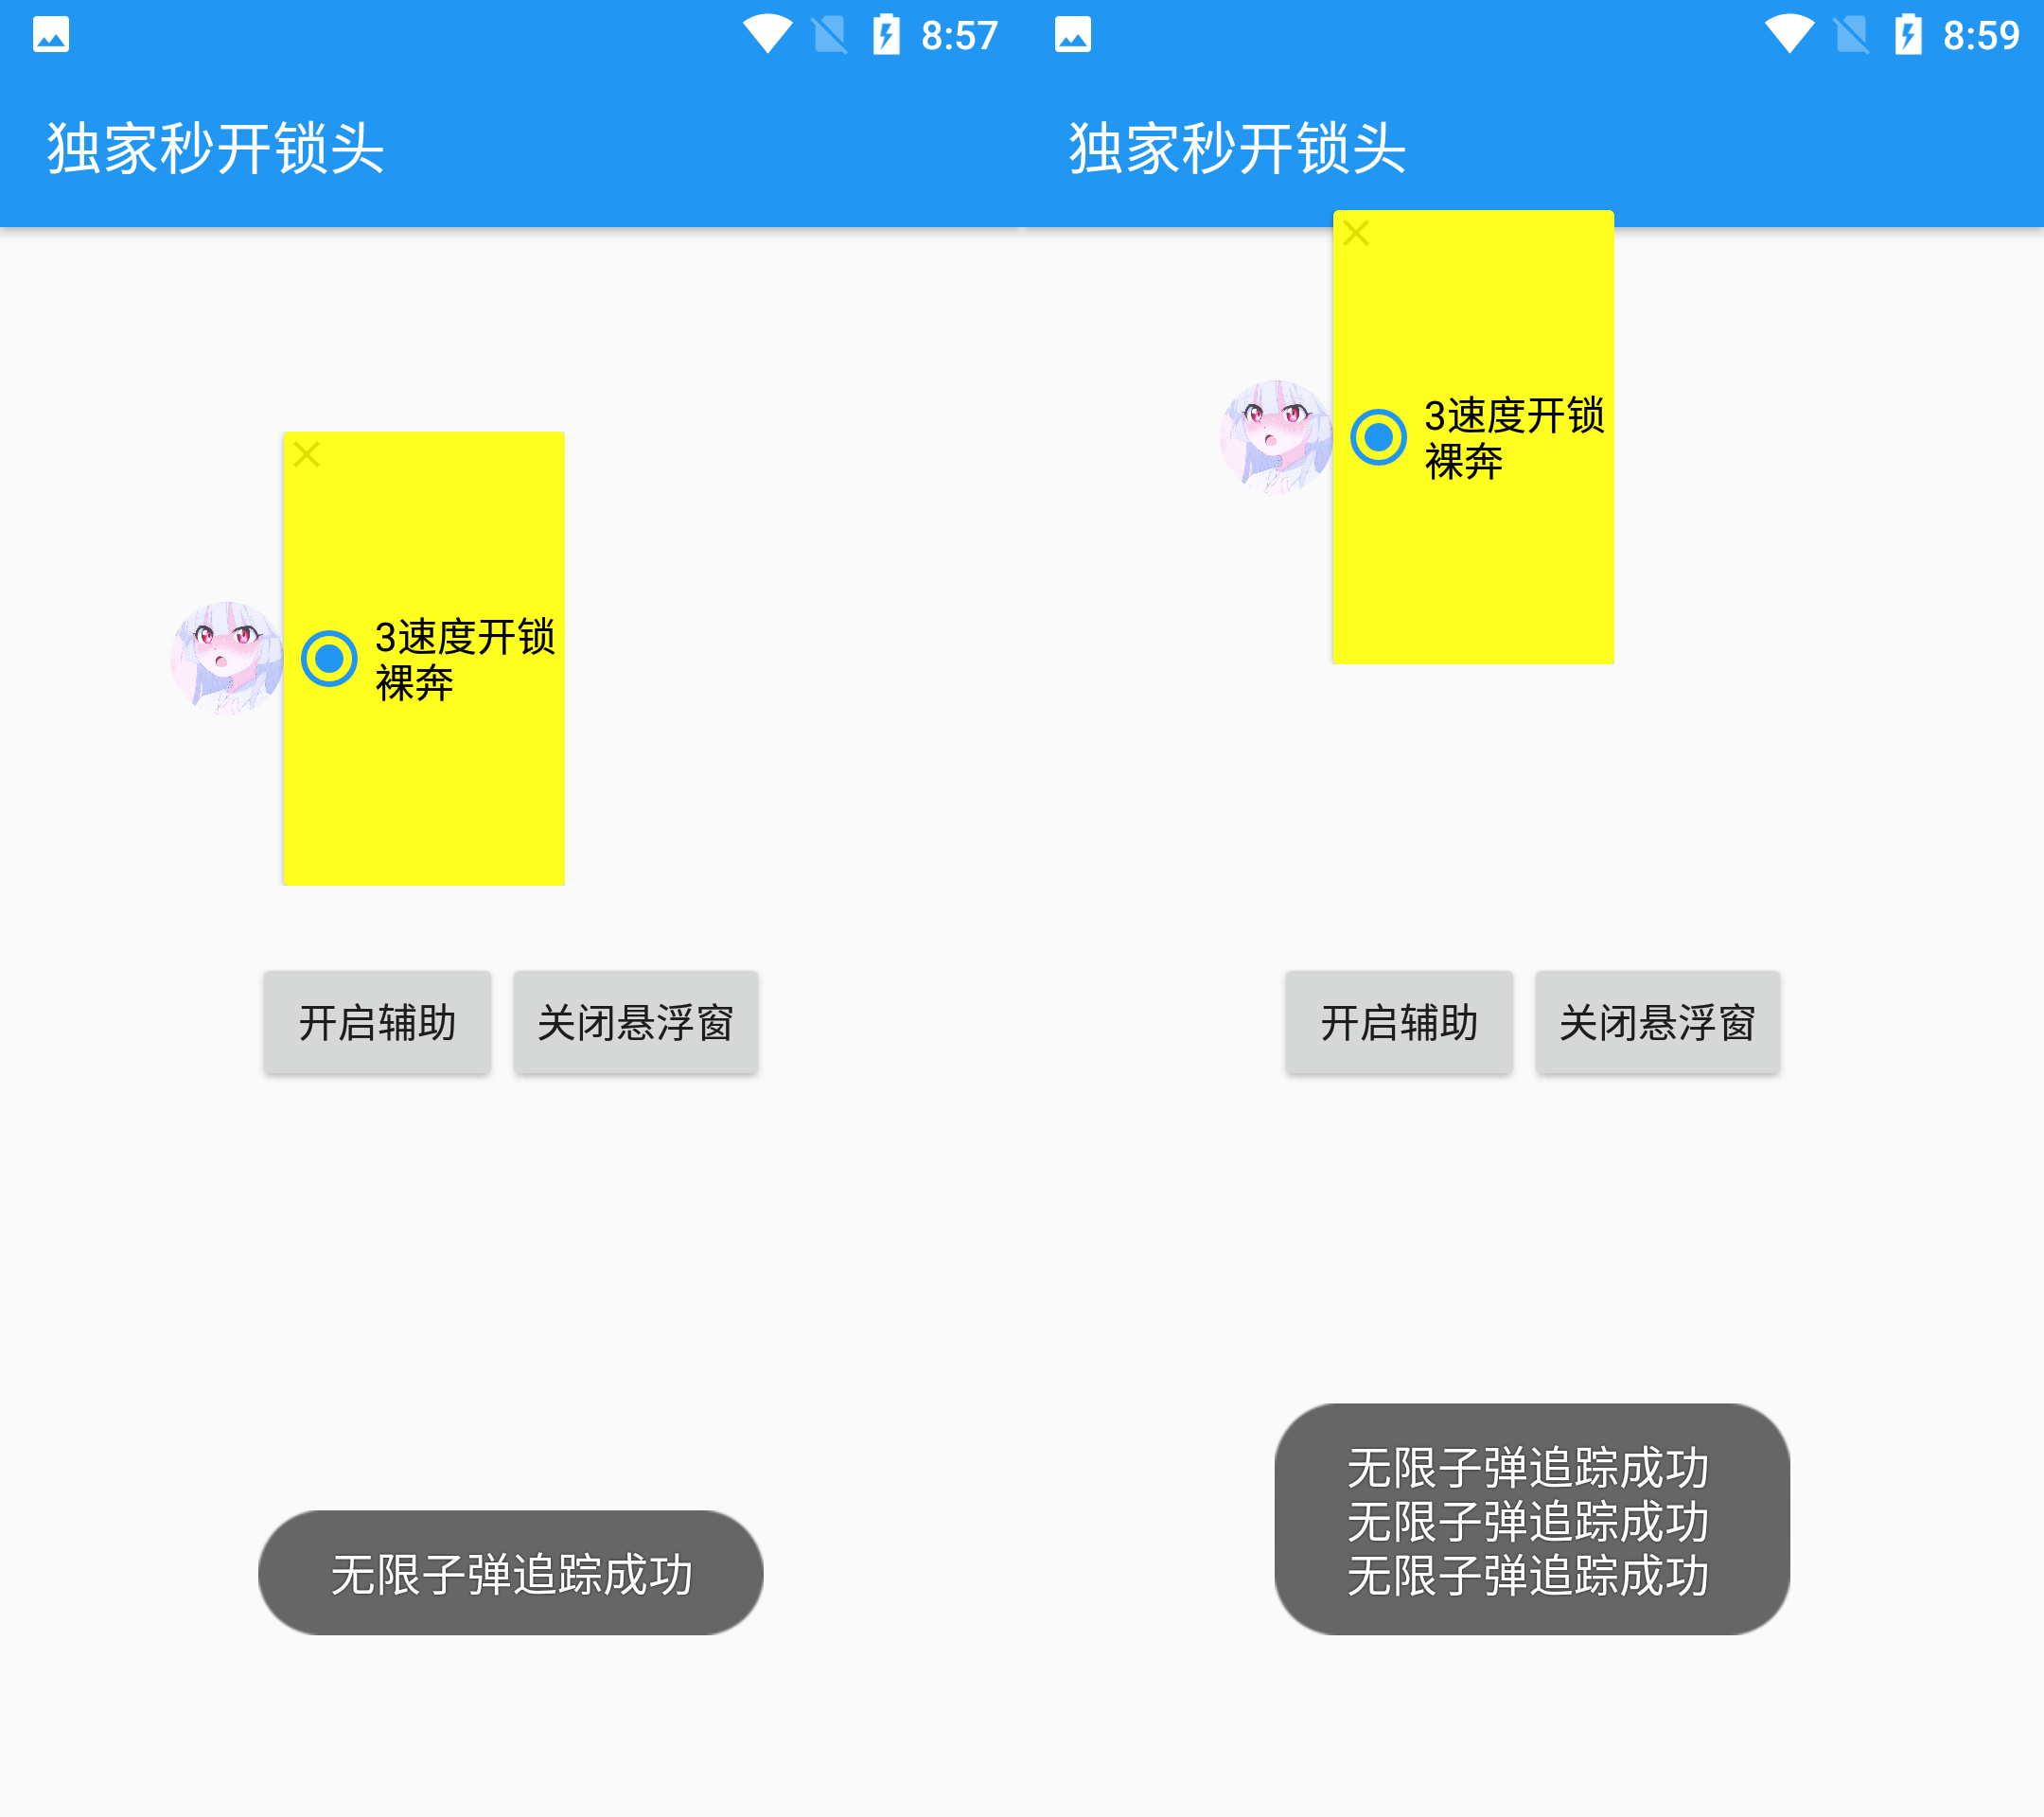 8:57
独家秒开锁头
3速度开锁
裸奔
开启辅助
关闭悬浮窗
无限子弹追踪成功
8:59
独家秒开锁头
3速度开锁
裸奔
开启辅助
关闭悬浮窗
无限子弹追踪成功
无限子弹追踪成功
无限子弹追踪成功